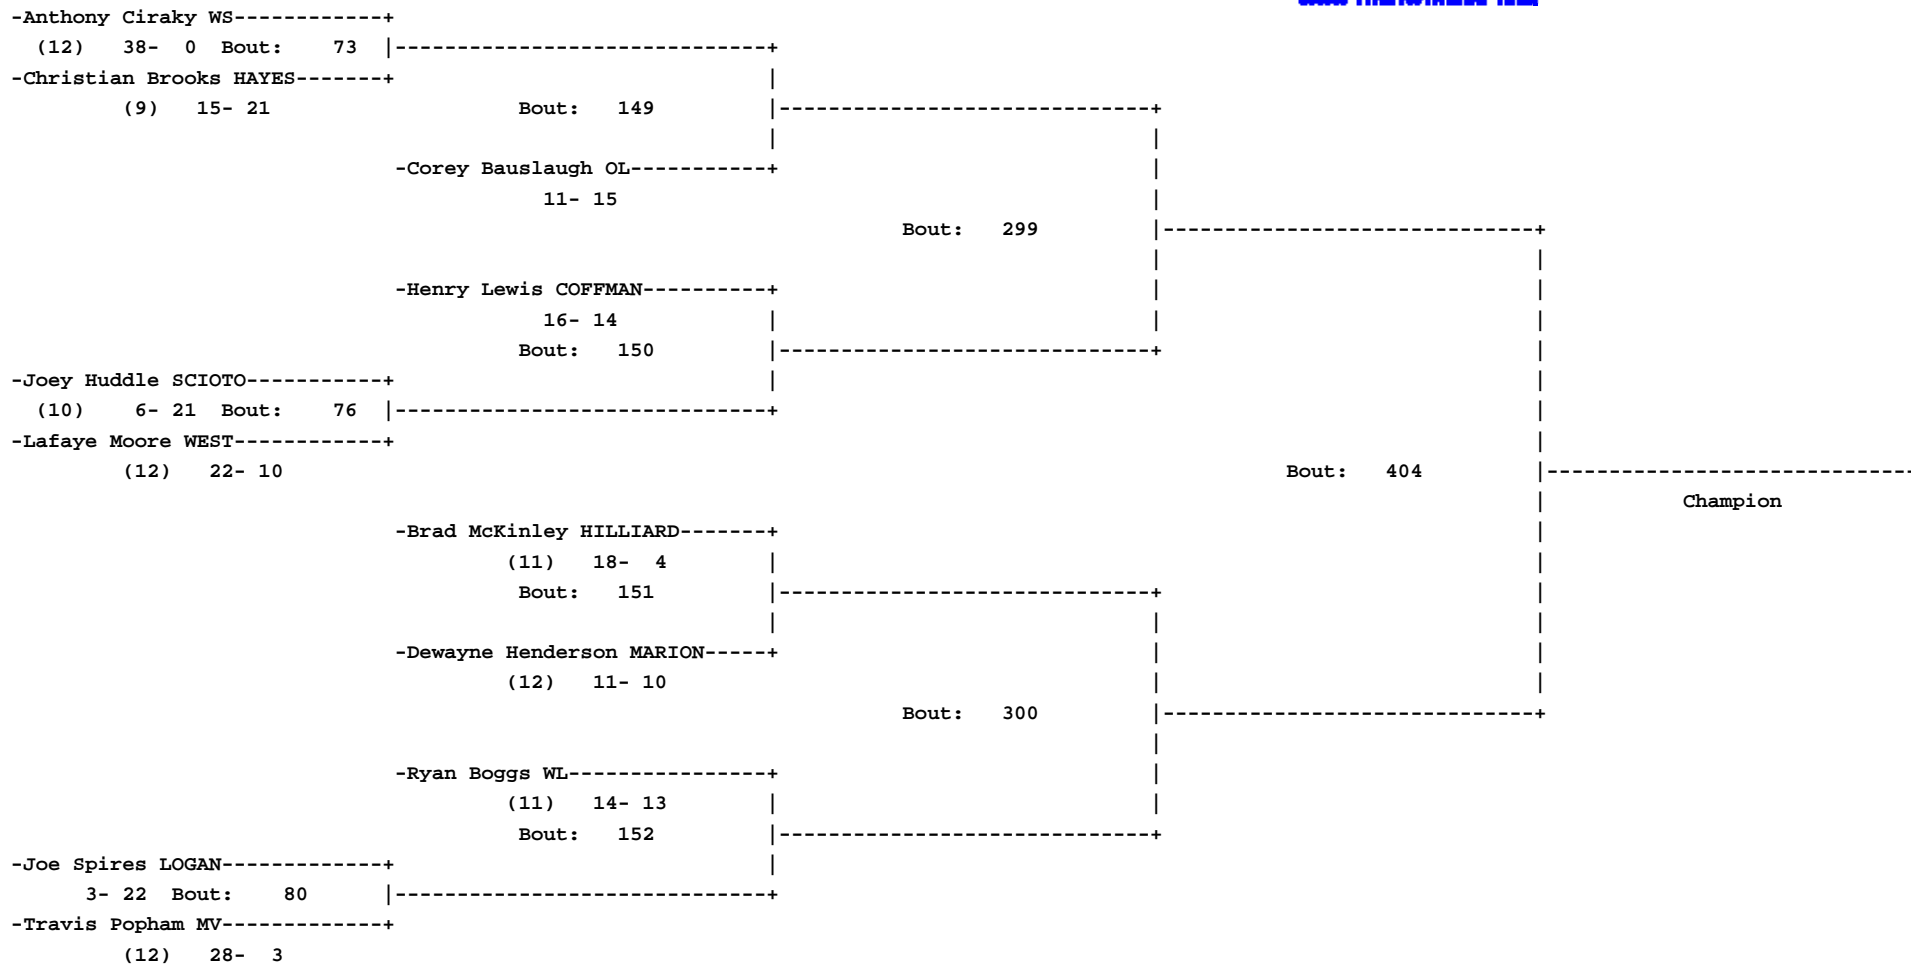 -Anthony Ciraky WS------------+
(12) 38- 0 Bout: 73 |------------------------------+
-Christian Brooks HAYES-------+ |
(9) 15- 21 Bout: 149 |------------------------------+
| |
-Corey Bauslaugh OL-----------+ |
11- 15 |
Bout: 299 |------------------------------+
| |
-Henry Lewis COFFMAN----------+ | |
16- 14 | | |
Bout: 150 |------------------------------+ |
-Joey Huddle SCIOTO-----------+ | |
(10) 6- 21 Bout: 76 |------------------------------+ |
-Lafaye Moore WEST------------+ |
(12) 22- 10 Bout: 404 |------------------------------
| Champion
-Brad McKinley HILLIARD-------+ |
(11) 18- 4 | |
Bout: 151 |------------------------------+ |
| | |
-Dewayne Henderson MARION-----+ | |
(12) 11- 10 | |
Bout: 300 |------------------------------+
|
-Ryan Boggs WL----------------+ |
(11) 14- 13 | |
Bout: 152 |------------------------------+
-Joe Spires LOGAN-------------+ |
3- 22 Bout: 80 |------------------------------+
-Travis Popham MV-------------+
(12) 28- 3